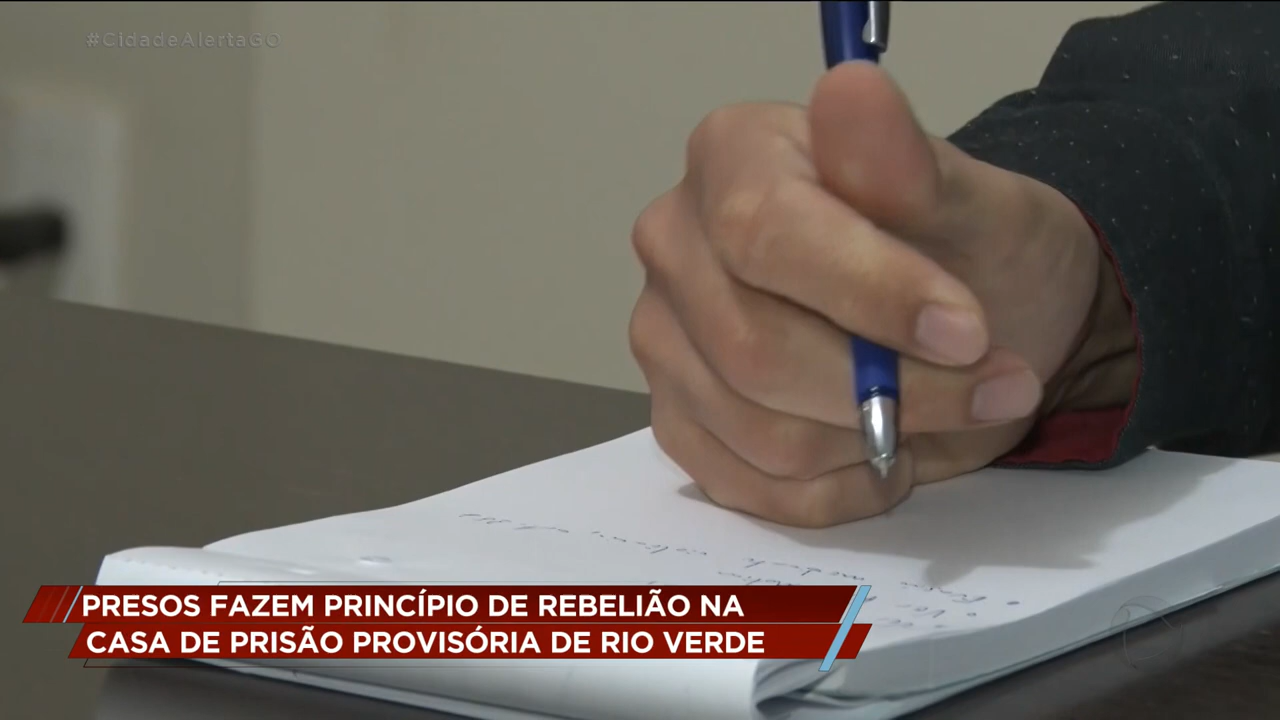 #CidadeAlertaGO
PRESOS FAZEM PRINCÍPIO DE REBELIÃO NA
CASA DE PRISÃO PROVISÓRIA DE RIO VERDE